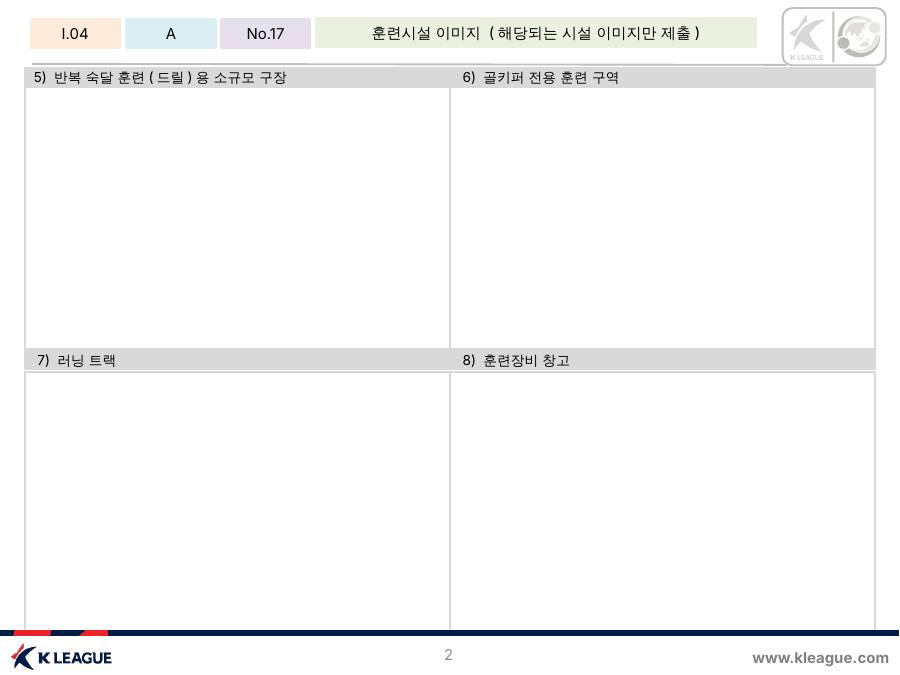 I.04 A No.17 훈련시설 이미지 ( 해당되는 시설 이미지만 제출 )
K LEAGUE
5) 반복 숙달 훈련 ( 드릴 ) 용 소규모 구장 6) 골키퍼 전용 훈련 구역
7) 러닝 트랙 8) 훈련장비 창고
K LEAGUE 2 www.kleague.com